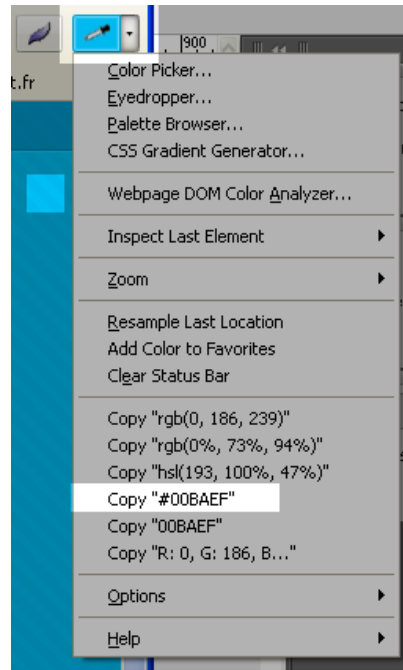 900
t.fr
Color Picker...
Eyedropper...
Palette Browser...
CSS Gradient Generator...
Webpage DOM Color Analyzer...
Inspect Last Element
Zoom
Resample Last Location
Add Color to Favorites
Clear Status Bar
Copy "rgb(0, 186, 239)"
Copy "rgb(0%, 73%, 94%)"
Copy "hsl(193, 100%, 47%)"
Copy "#00BAEF"
Copy "00BAEF"
Copy "R: 0, G: 186, B..."
Options
Help